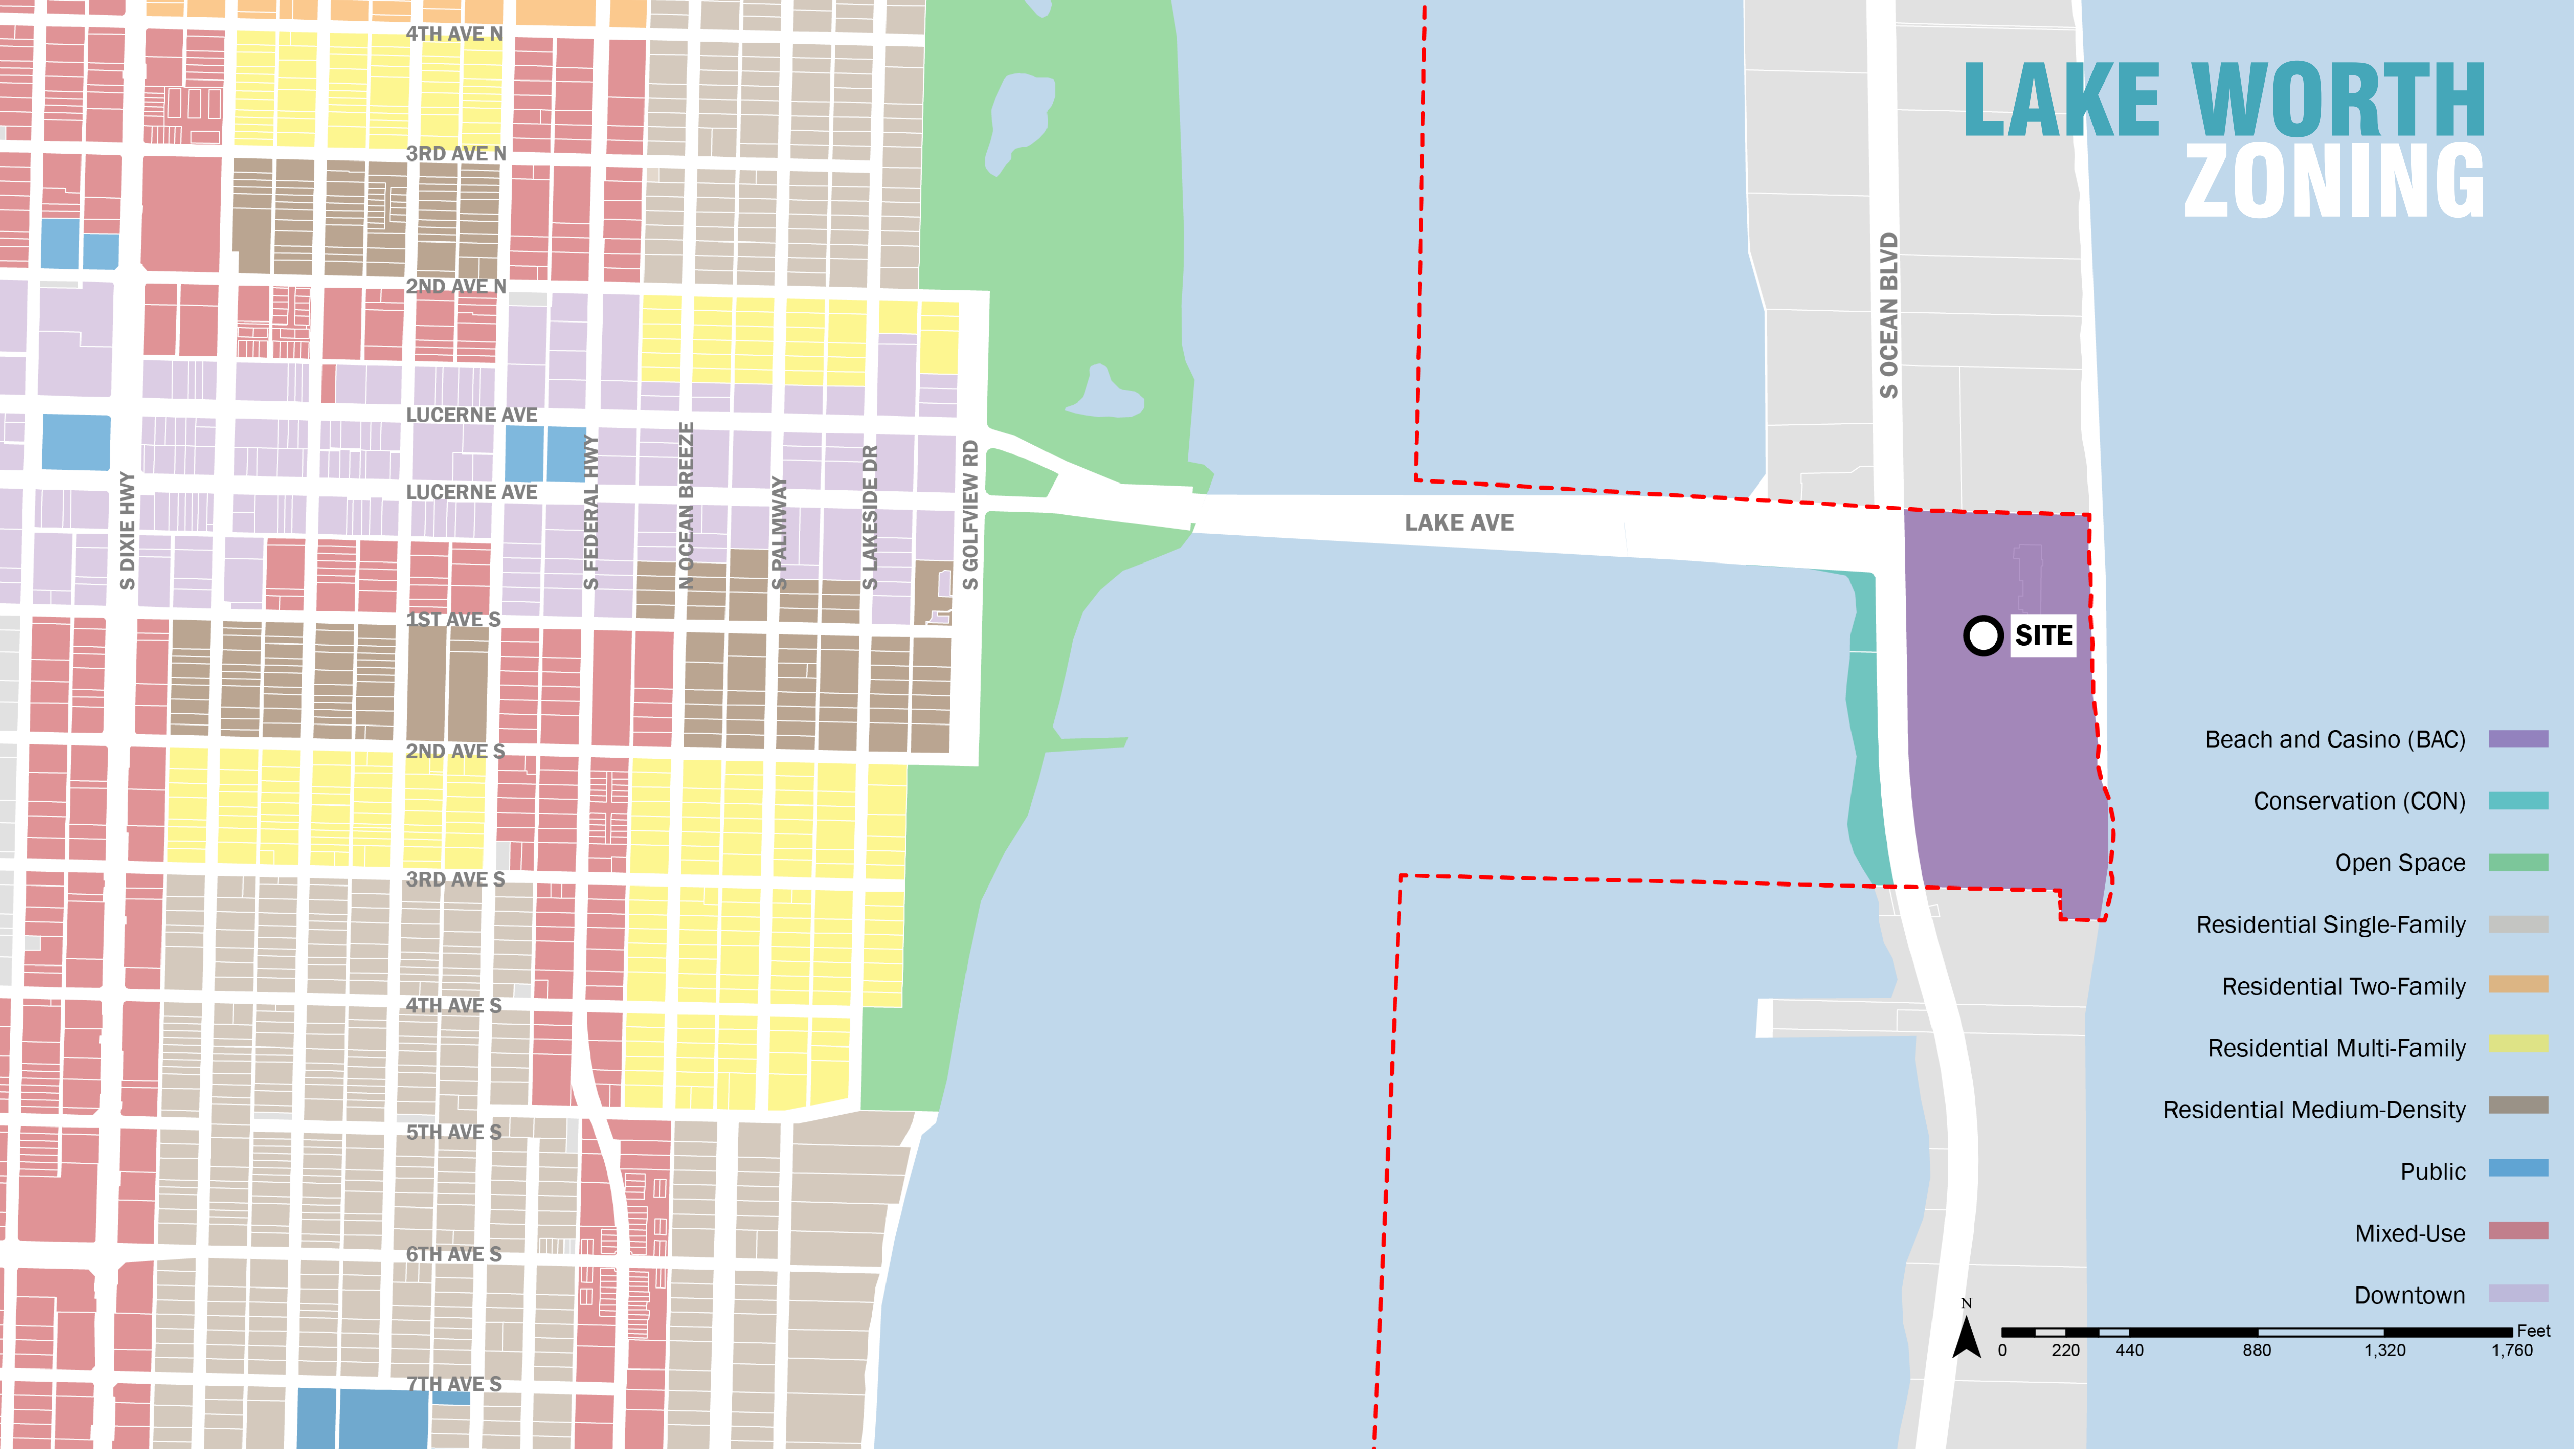 LAKE WORTH
ZONING
4TH AVE N
3RD AVE N
2ND AVE N
LUCERNE AVE
LUCERNE AVE
1ST AVE S
2ND AVE S
3RD AVE S
4TH AVE S
5TH AVE S
6TH AVE S
7TH AVE S
S DIXIE HWY
S FEDERAL HWY
N OCEAN BREEZE
S PALMWAY
S LAKESIDE DR
S GOLFVIEW RD
LAKE AVE
S OCEAN BLVD
SITE
Beach and Casino (BAC)
Conservation (CON)
Open Space
Residential Single-Family
Residential Two-Family
Residential Multi-Family
Residential Medium-Density
Public
Mixed-Use
Downtown
N
Feet
0 220 440 880 1,320 1,760